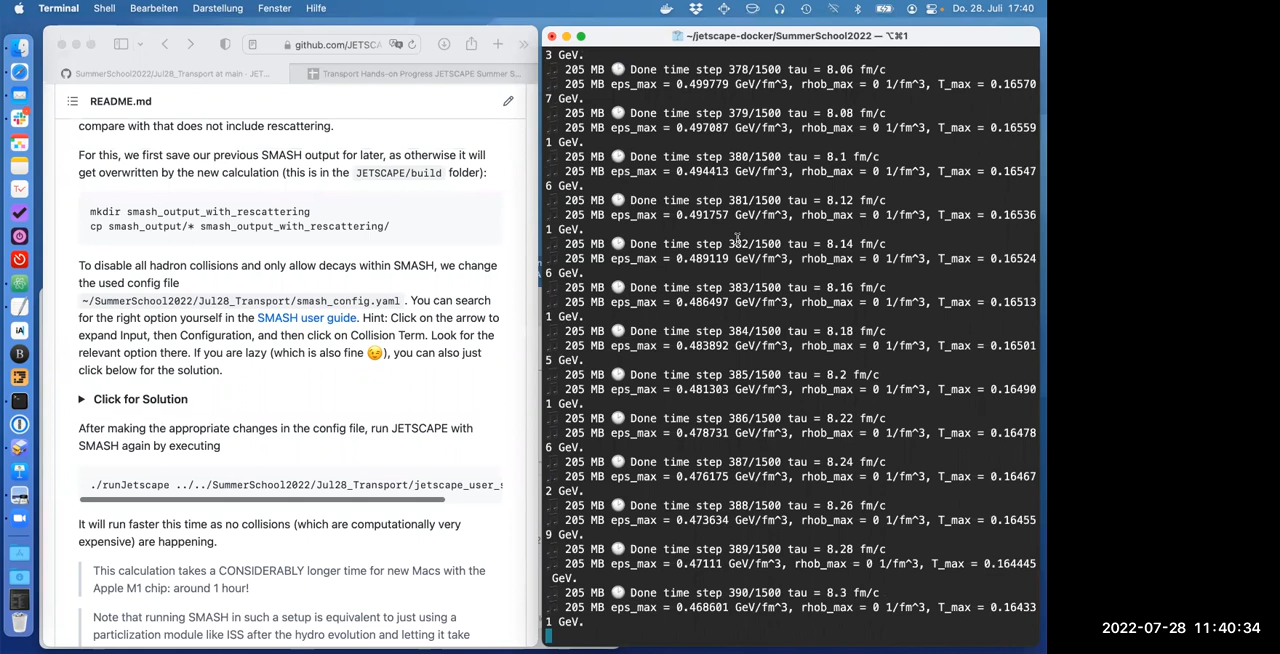 Terminal Shell Bearbeiten Darstellung Fenster Hilfe
Do. 28. Juli 17:40
github.com/JETSCA
SummerSchool2022/Jul28_Transport at main · JET...
Transport Hands-on Progress JETSCAPE Summer S...
README.md
compare with that does not include rescattering.
For this, we first save our previous SMASH output for later, as otherwise it will
get overwritten by the new calculation (this is in the JETSCAPE/build folder):
mkdir smash_output_with_rescattering
cp smash_output/* smash_output_with_rescattering/
To disable all hadron collisions and only allow decays within SMASH, we change
the used config file
~/SummerSchool2022/Jul28_Transport/smash_config.yaml . You can search
for the right option yourself in the SMASH user guide. Hint: Click on the arrow to
expand Input, then Configuration, and then click on Collision Term. Look for the
relevant option there. If you are lazy (which is also fine 😉), you can also just
click below for the solution.
Click for Solution
After making the appropriate changes in the config file, run JETSCAPE with
SMASH again by executing
./runJetscape ../../SummerSchool2022/Jul28_Transport/jetscape_user_s
It will run faster this time as no collisions (which are computationally very
expensive) are happening.
This calculation takes a CONSIDERABLY longer time for new Macs with the
Apple M1 chip: around 1 hour!
Note that running SMASH in such a setup is equivalent to just using a
particlization module like ISS after the hydro evolution and letting it take
~/jetscape-docker/SummerSchool2022 — ⌥⌘1
3 GeV.
205 MB 🕒 Done time step 378/1500 tau = 8.06 fm/c
205 MB eps_max = 0.499779 GeV/fm^3, rhob_max = 0 1/fm^3, T_max = 0.16570
7 GeV.
205 MB 🕒 Done time step 379/1500 tau = 8.08 fm/c
205 MB eps_max = 0.497087 GeV/fm^3, rhob_max = 0 1/fm^3, T_max = 0.16559
1 GeV.
205 MB 🕒 Done time step 380/1500 tau = 8.1 fm/c
205 MB eps_max = 0.494413 GeV/fm^3, rhob_max = 0 1/fm^3, T_max = 0.16547
6 GeV.
205 MB 🕒 Done time step 381/1500 tau = 8.12 fm/c
205 MB eps_max = 0.491757 GeV/fm^3, rhob_max = 0 1/fm^3, T_max = 0.16536
1 GeV.
205 MB 🕒 Done time step 382/1500 tau = 8.14 fm/c
205 MB eps_max = 0.489119 GeV/fm^3, rhob_max = 0 1/fm^3, T_max = 0.16524
6 GeV.
205 MB 🕒 Done time step 383/1500 tau = 8.16 fm/c
205 MB eps_max = 0.486497 GeV/fm^3, rhob_max = 0 1/fm^3, T_max = 0.16513
1 GeV.
205 MB 🕒 Done time step 384/1500 tau = 8.18 fm/c
205 MB eps_max = 0.483892 GeV/fm^3, rhob_max = 0 1/fm^3, T_max = 0.16501
5 GeV.
205 MB 🕒 Done time step 385/1500 tau = 8.2 fm/c
205 MB eps_max = 0.481303 GeV/fm^3, rhob_max = 0 1/fm^3, T_max = 0.16490
1 GeV.
205 MB 🕒 Done time step 386/1500 tau = 8.22 fm/c
205 MB eps_max = 0.478731 GeV/fm^3, rhob_max = 0 1/fm^3, T_max = 0.16478
6 GeV.
205 MB 🕒 Done time step 387/1500 tau = 8.24 fm/c
205 MB eps_max = 0.476175 GeV/fm^3, rhob_max = 0 1/fm^3, T_max = 0.16467
2 GeV.
205 MB 🕒 Done time step 388/1500 tau = 8.26 fm/c
205 MB eps_max = 0.473634 GeV/fm^3, rhob_max = 0 1/fm^3, T_max = 0.16455
9 GeV.
205 MB 🕒 Done time step 389/1500 tau = 8.28 fm/c
205 MB eps_max = 0.47111 GeV/fm^3, rhob_max = 0 1/fm^3, T_max = 0.164445
GeV.
205 MB 🕒 Done time step 390/1500 tau = 8.3 fm/c
205 MB eps_max = 0.468601 GeV/fm^3, rhob_max = 0 1/fm^3, T_max = 0.16433
1 GeV.
2022-07-28 11:40:34